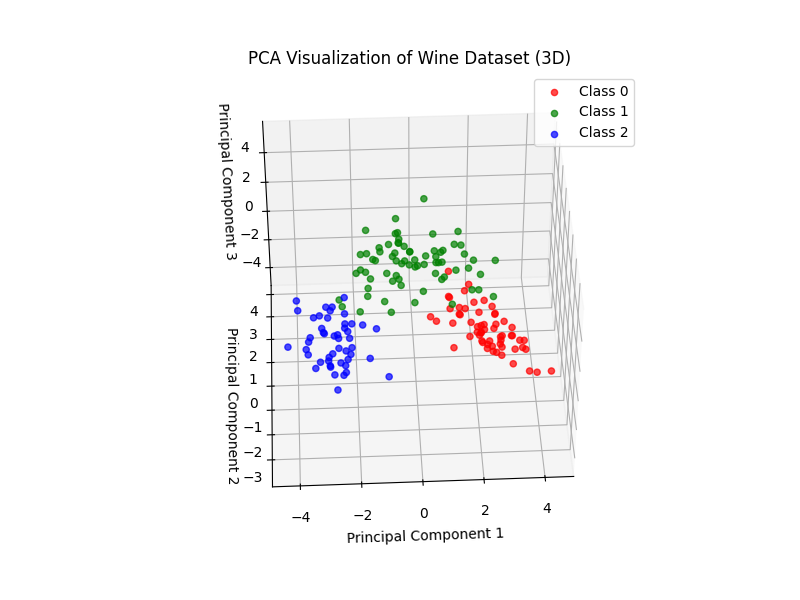 PCA Visualization of Wine Dataset (3D)
Class 0
Class 1
Class 2
Principal Component 3
4
2
0
−2
−4
Principal Component 2
4
3
2
1
0
−1
−2
−3
−4
−2
0
2
4
Principal Component 1